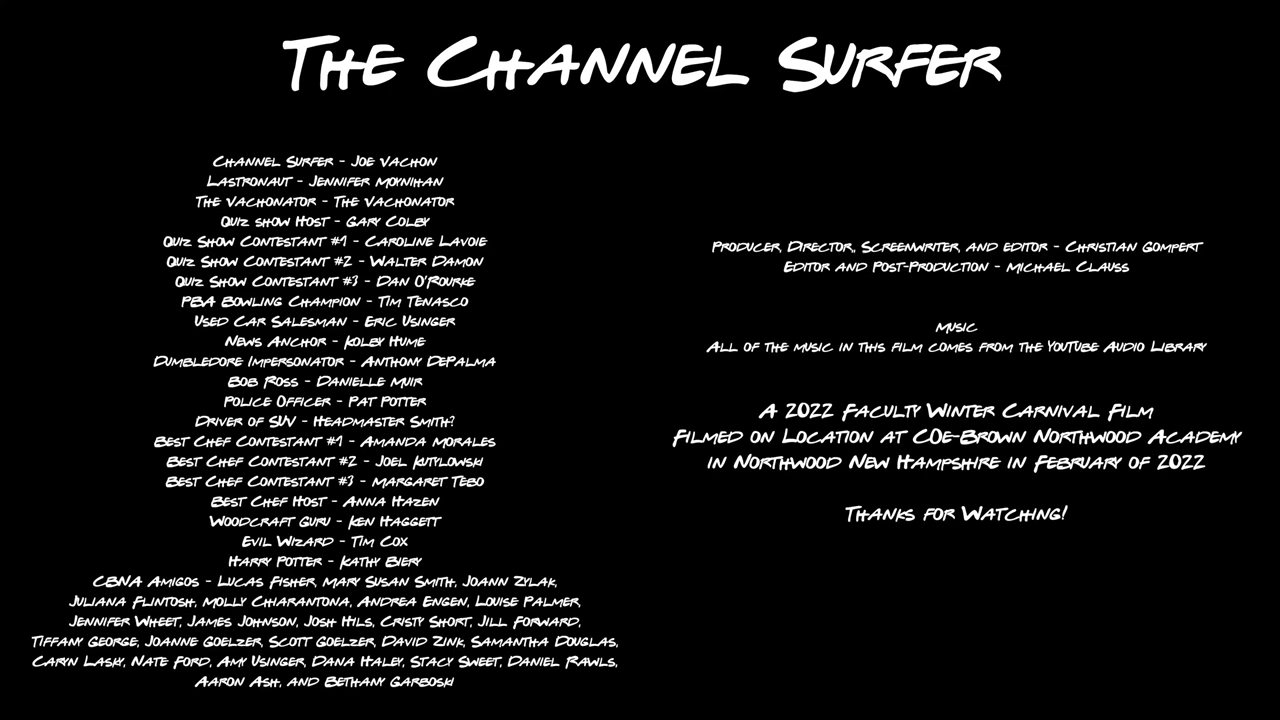 The Channel Surfer
Channel Surfer - Joe Vachon
Lastronaut - Jennifer Moynihan
The Vachonator - The Vachonator
Quiz Show Host - Gary Colby
Quiz Show Contestant #1 - Caroline Lavoie
Quiz Show Contestant #2 - Walter Damon
Quiz Show Contestant #3 - Dan O'Rourke
PBA Bowling Champion - Tim Tenasco
Used Car Salesman - Eric Usinger
News Anchor - Kolby Hume
Dumbledore Impersonator - Anthony DePalma
Bob Ross - Danielle Muir
Police Officer - Pat Potter
Driver of SUV - Headmaster Smith?
Best Chef Contestant #1 - Amanda Morales
Best Chef Contestant #2 - Joel Kutylowski
Best Chef Contestant #3 - Margaret Tebo
Best Chef Host - Anna Hazen
Woodcraft Guru - Ken Haggett
Evil Wizard - Tim Cox
Harry Potter - Kathy Biery
CBNA Amigos - Lucas Fisher, Mary Susan Smith, Joann Zylak,
Juliana Flintosh, Molly Chiarantona, Andrea Engen, Louise Palmer,
Jennifer Wheet, James Johnson, Josh Hils, Cristy Short, Jill Forward,
Tiffany George, Joanne Goelzer, Scott Goelzer, David Zink, Samantha Douglas,
Caryn Lasky, Nate Ford, Amy Usinger, Dana Haley, Stacy Sweet, Daniel Rawls,
Aaron Ash, and Bethany Garboski
Producer, Director, Screenwriter, and editor - Christian Gompert
Editor and Post-Production - Michael Clauss
Music
All of the music in this film comes from the YouTube Audio Library
A 2022 Faculty Winter Carnival Film
Filmed on Location at COe-Brown Northwood Academy
in Northwood New Hampshire in February of 2022
Thanks for Watching!